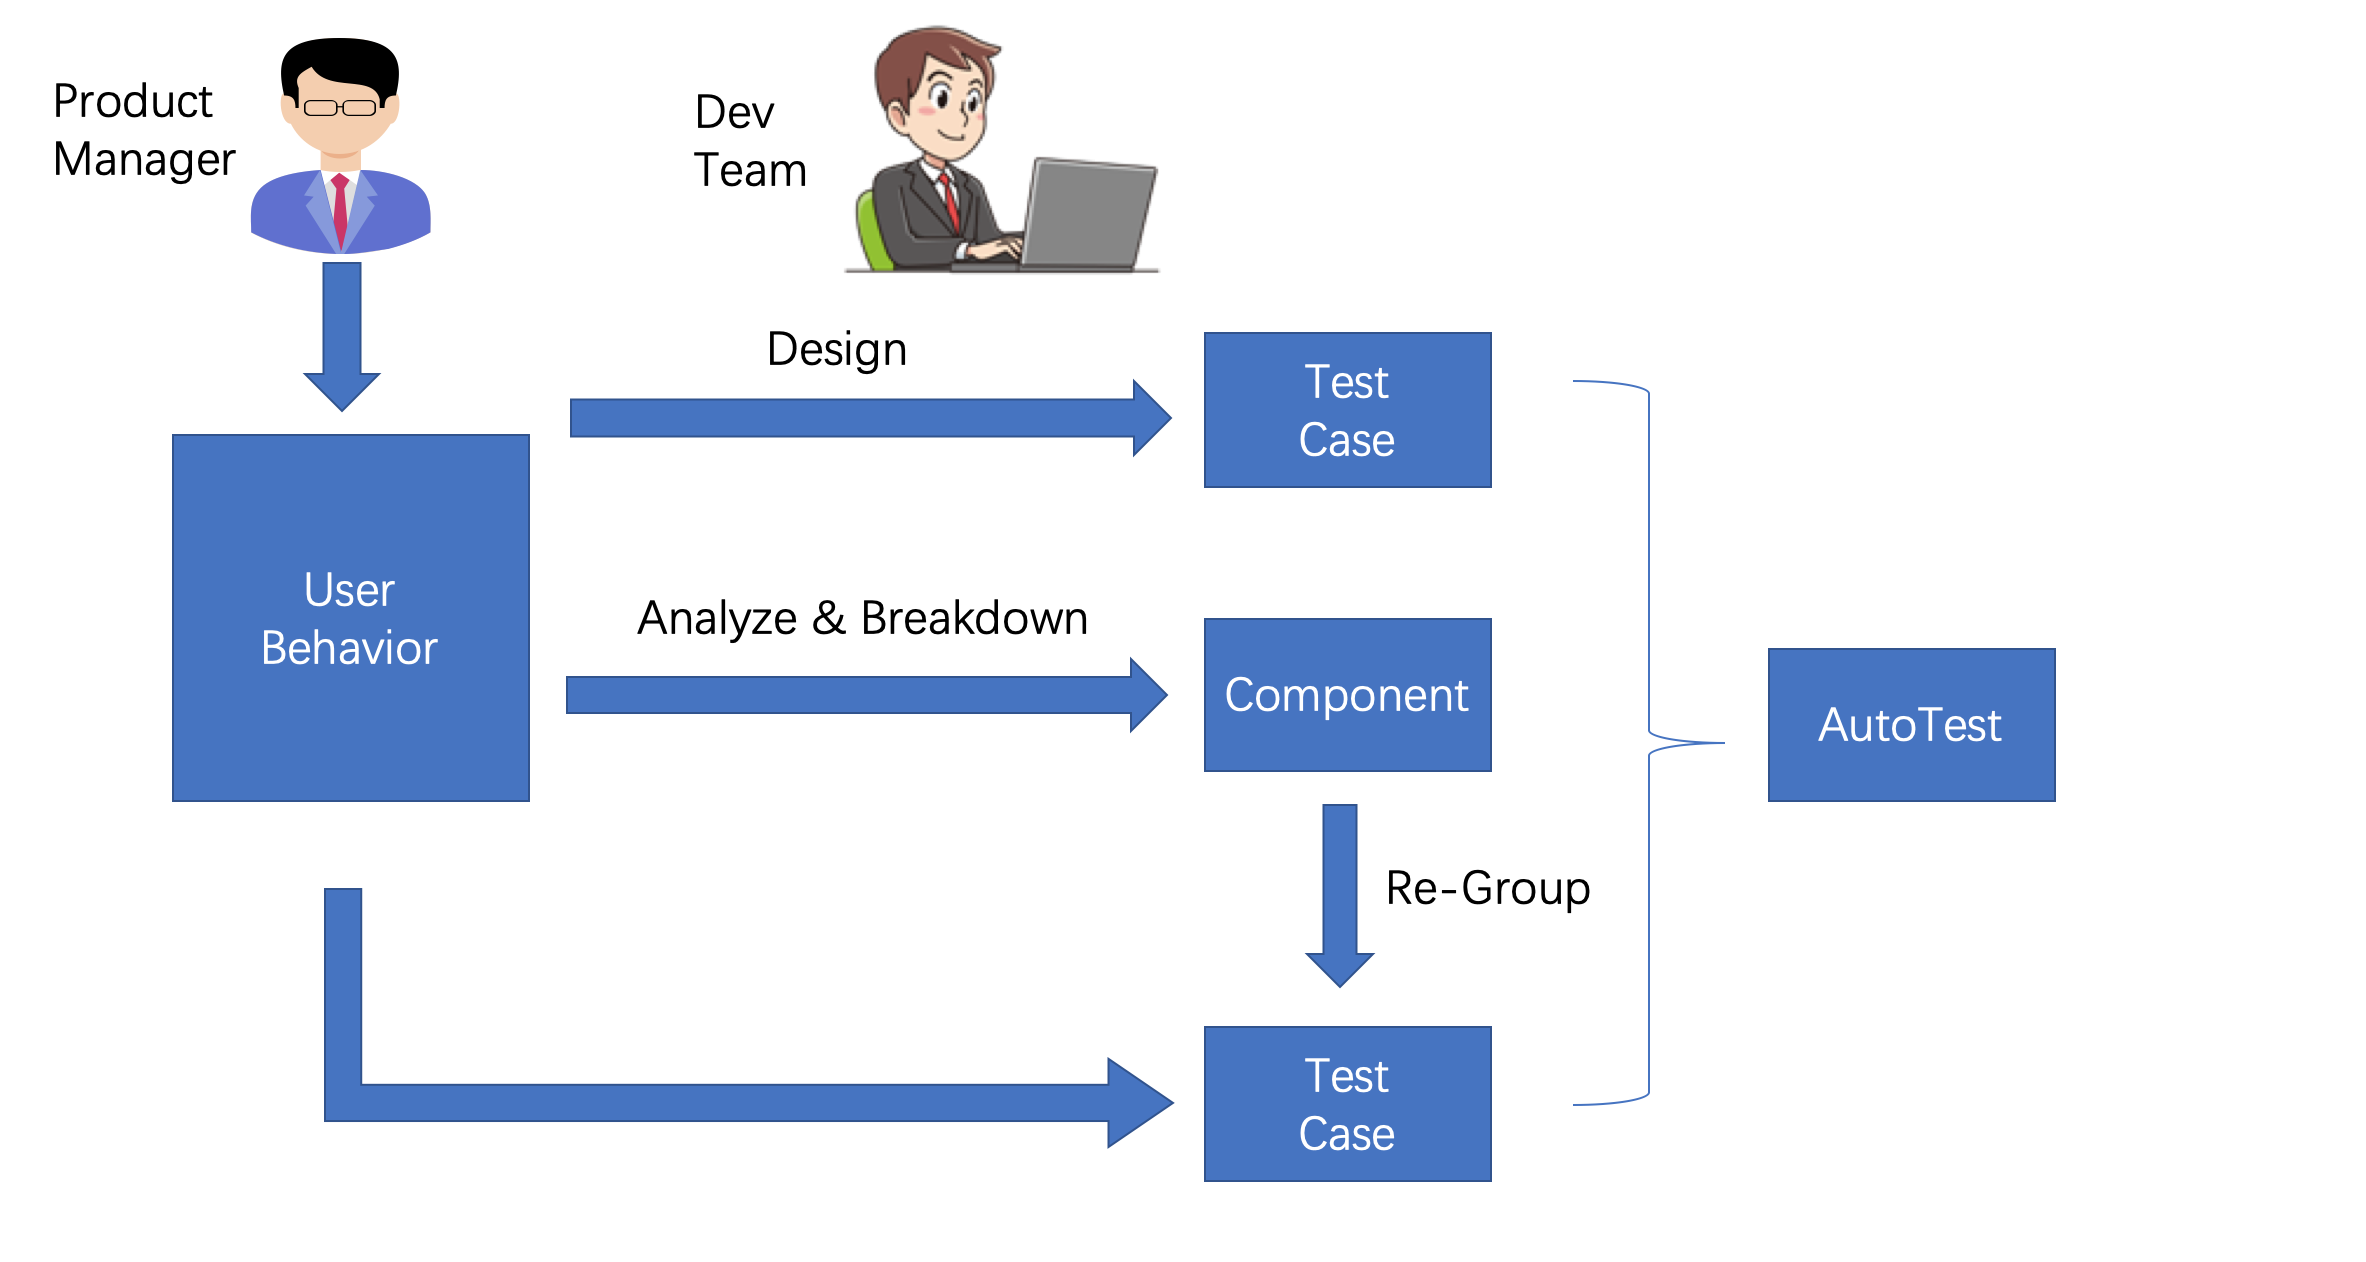 Product
Manager
Dev
Team
Design
Test
Case
User
Behavior
Analyze & Breakdown
Component
AutoTest
Re-Group
Test
Case